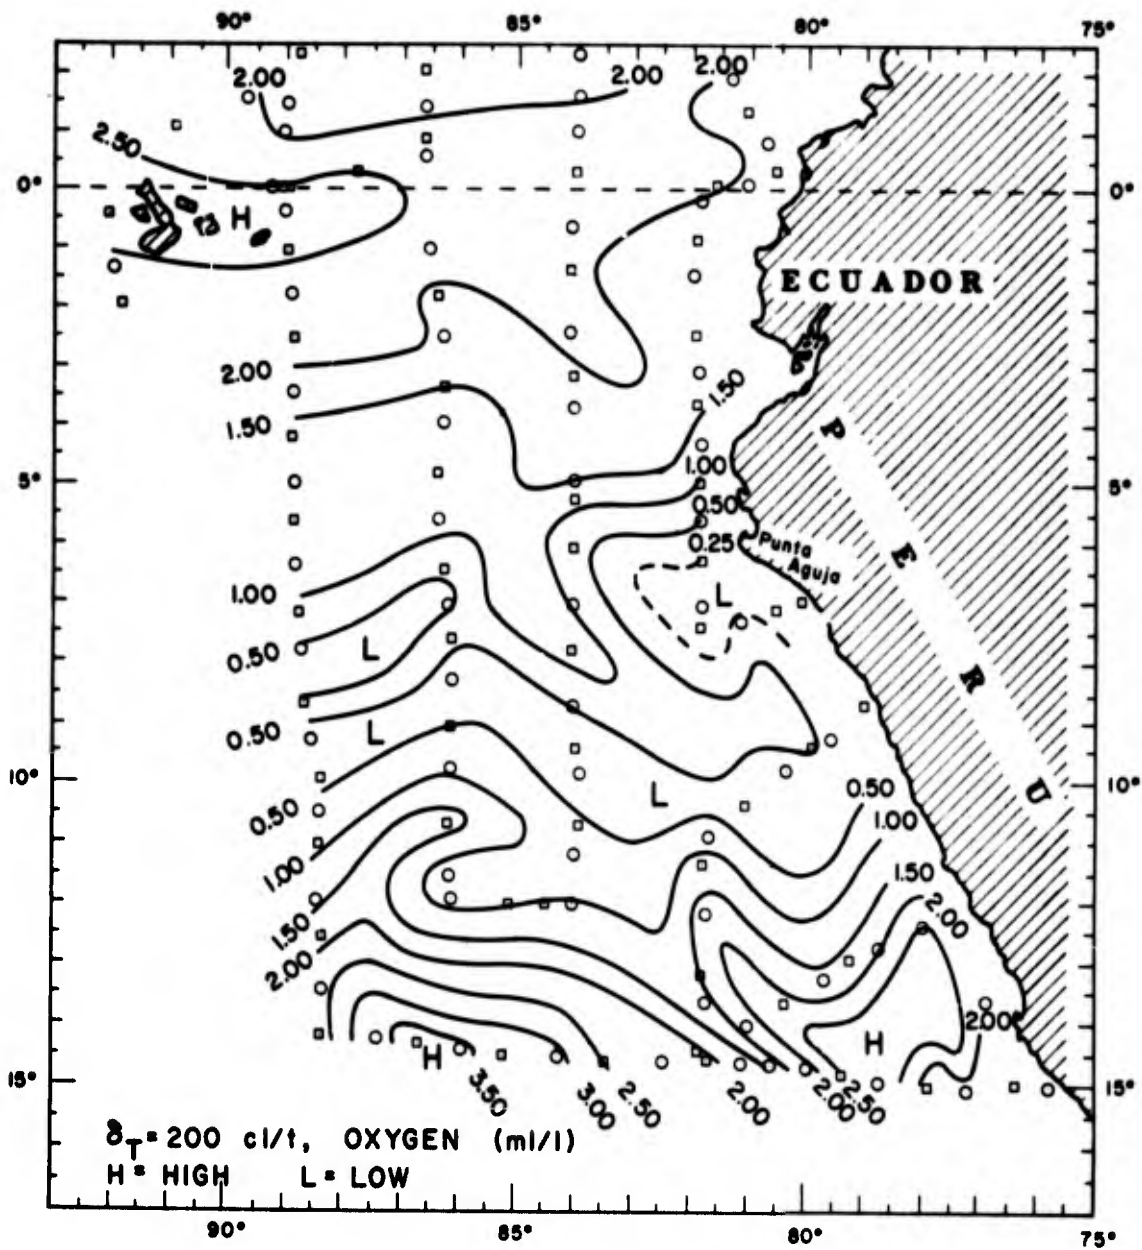 90° 85° 80° 75°
2.00 2.00 2.00
2.50
0° H 0°
ECUADOR
2.00
1.50
1.50
1.00
5° 5°
0.50
0.25
Punta
Aguja
PERU
1.00
L
0.50 L
0.50 L
10° L 10°
0.50 0.50
1.00
1.00
1.50
1.50 2.00
2.00
2.00
H H
15° 15°
3.50 3.00 2.50 2.00 2.00 2.50
δT = 200 cl/t, OXYGEN (ml/l)
H = HIGH L = LOW
90° 85° 80° 75°